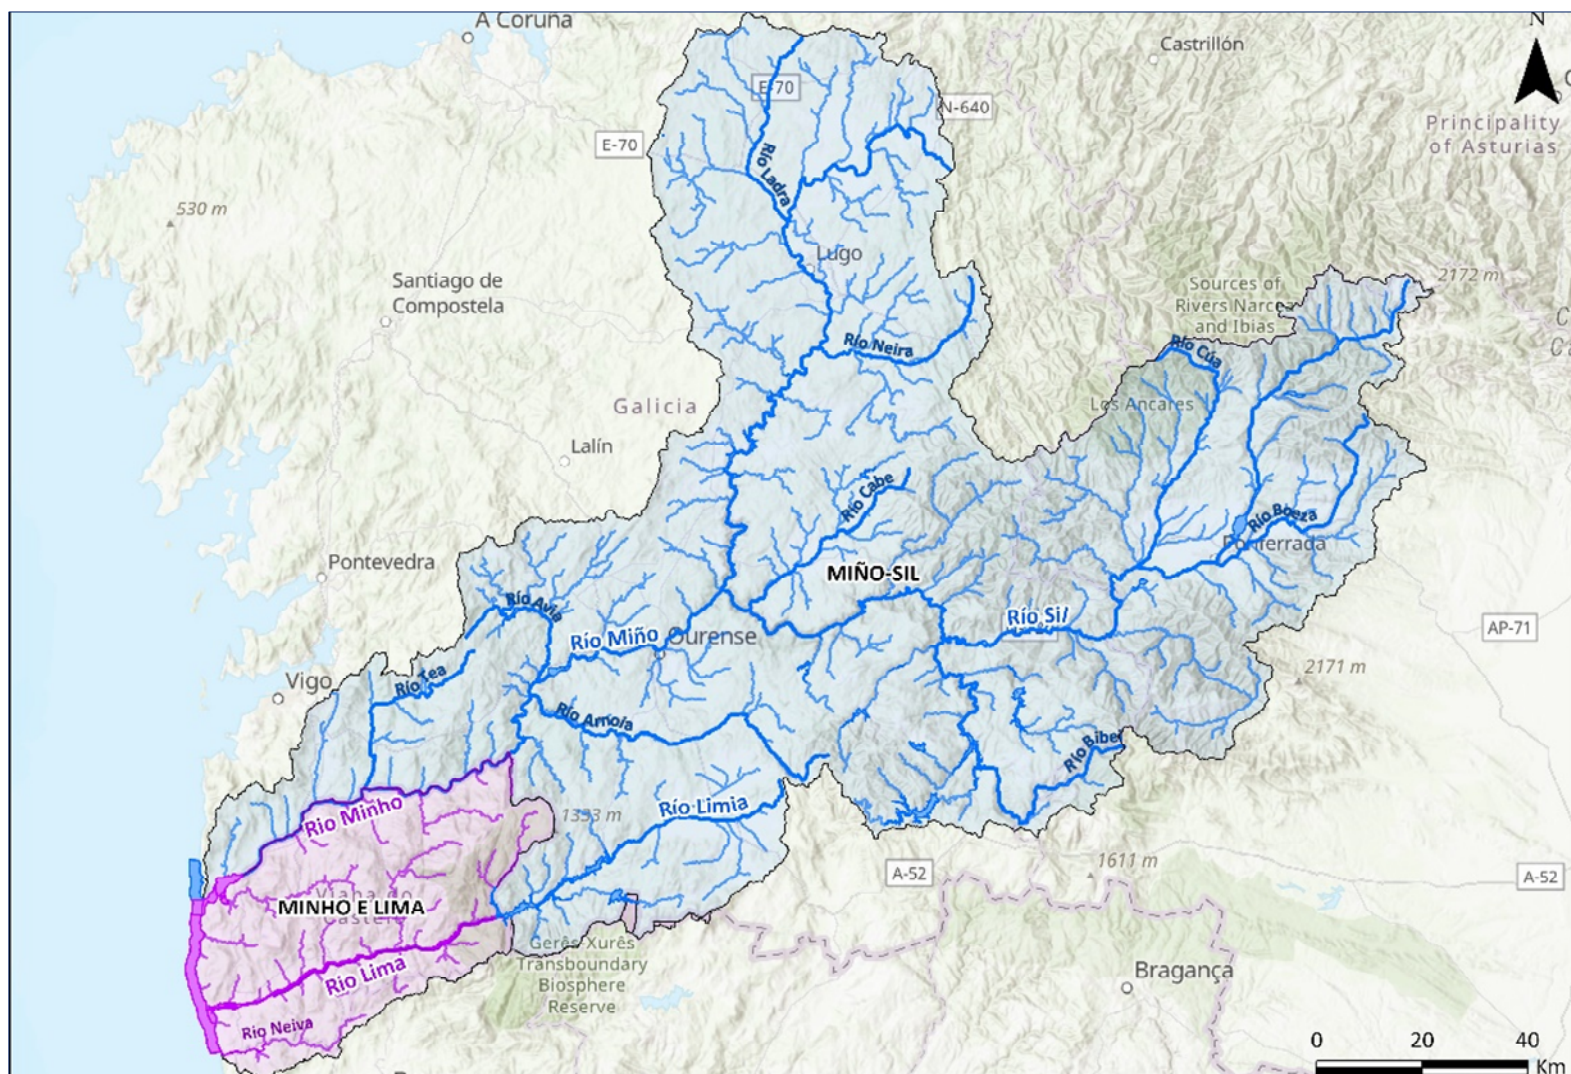 A Coruña
N
Castrillón
E-70
N-640
Principality
of Asturias
E-70
Río Ladra
530 m
Lugo
Santiago de
Compostela
2172 m
Sources of
Rivers Narcea
and Ibias
Río Neira
Río Cúa
Galicia
Los Ancares
Lalín
Río Cabe
Río Boeza
Ponferrada
Pontevedra
MIÑO-SIL
Río Avia
Río Sil
Río Miño
Ourense
AP-71
2171 m
Vigo
Río Tea
Río Arnoia
Río Bibei
Río Limia
Rio Minho
1353 m
1611 m
A-52
A-52
Viana do
Castelo
MINHO E LIMA
Gerês-Xurês
Transboundary
Biosphere
Reserve
Rio Lima
Bragança
Rio Neiva
0 20 40
Km